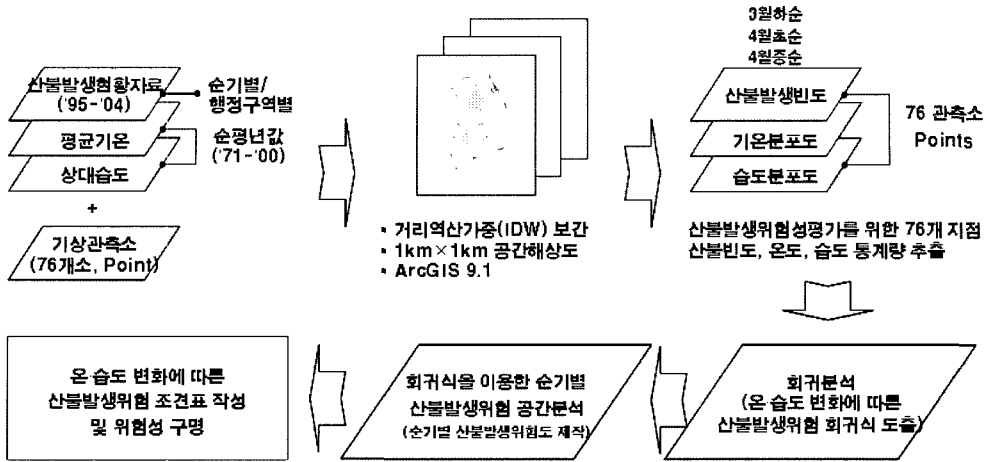 산불발생현황자료
('95-'04)
순기별/
행정구역별
평균기온
순평년값
('71-'00)
상대습도
+
기상관측소
(76개소, Point)
▪ 거리역산가중(IDW) 보간
▪ 1km×1km 공간해상도
▪ ArcGIS 9.1
3월하순
4월초순
4월중순
산불발생빈도
기온분포도
습도분포도
76 관측소
Points
산불발생위험성평가를 위한 76개 지점
산불빈도, 온도, 습도 통계량 추출
회귀분석
(온·습도 변화에 따른
산불발생위험 회귀식 도출)
회귀식을 이용한 순기별
산불발생위험 공간분석
(순기별 산불발생위험도 제작)
온·습도 변화에 따른
산불발생위험 조견표 작성
및 위험성 구명